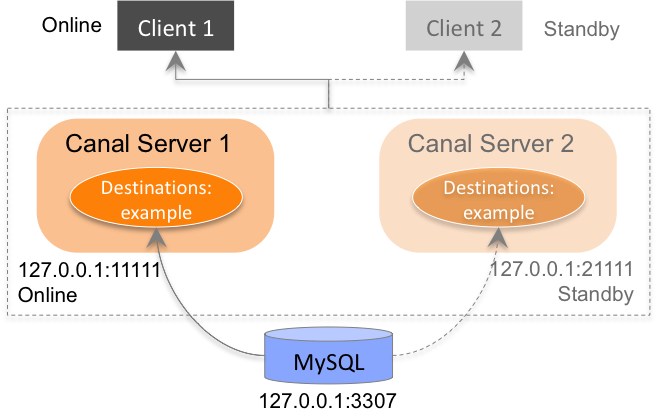 Online
Client 1
Client 2
Standby
Canal Server 1
Canal Server 2
Destinations:
example
Destinations:
example
127.0.0.1:11111
Online
127.0.0.1:21111
Standby
MySQL
127.0.0.1:3307